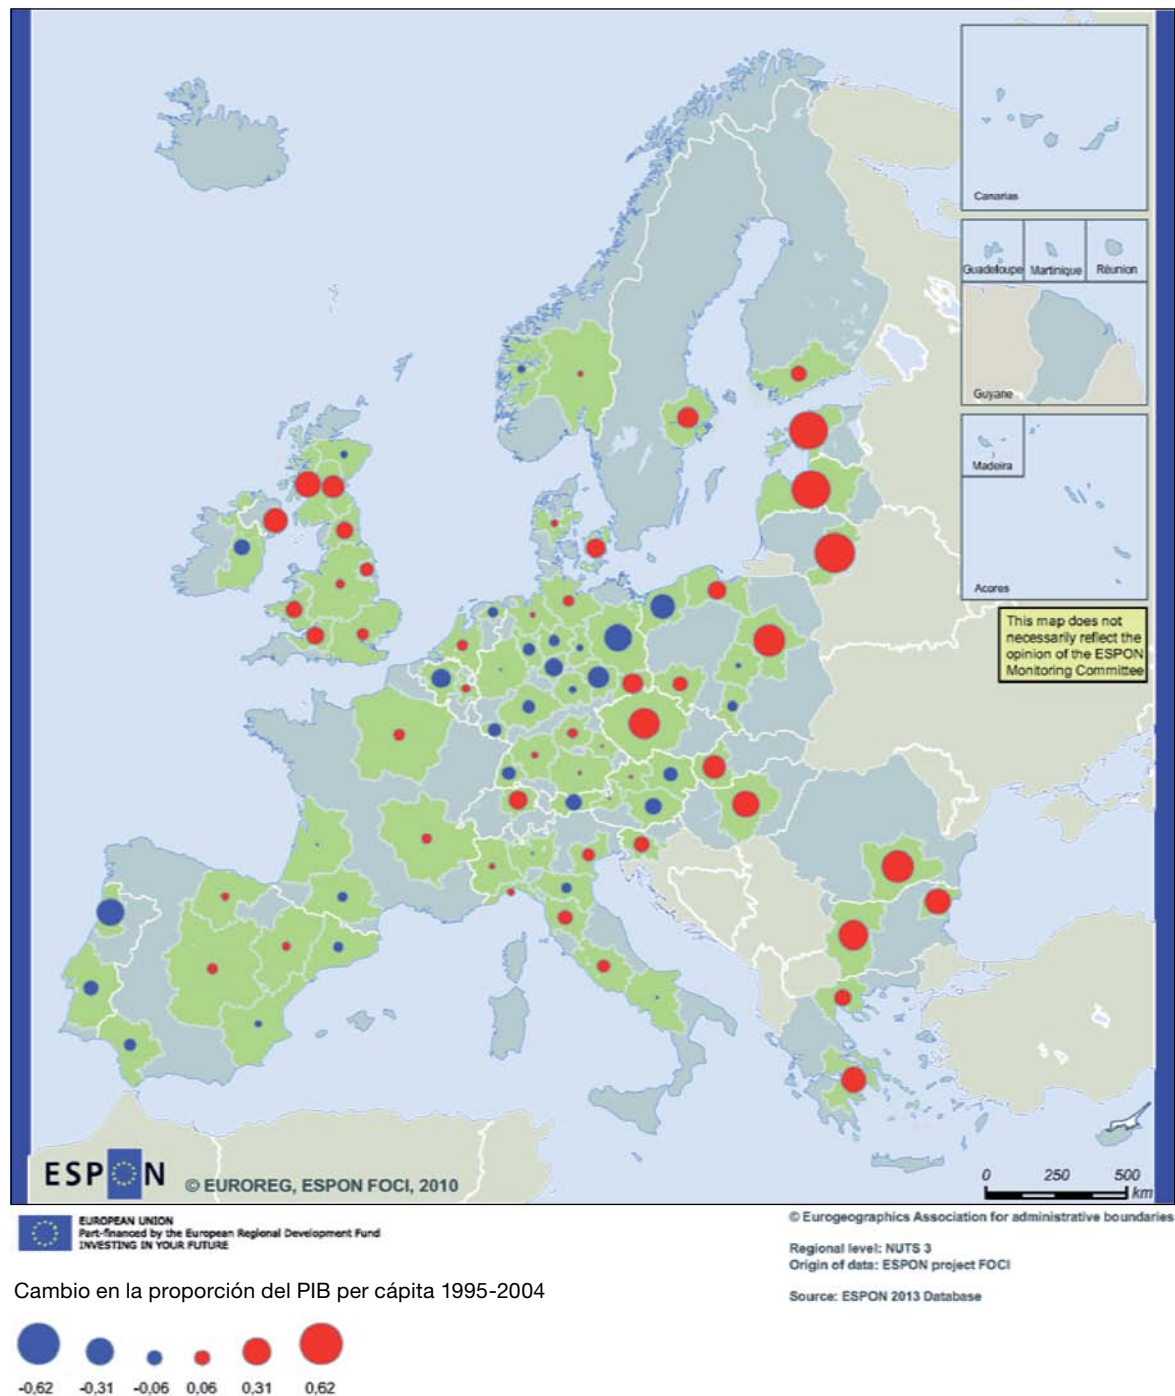 Canarias
Guadeloupe
Martinique
Réunion
Guyane
Madeira
Acores
This map does not
necessarily reflect the
opinion of the ESPON
Monitoring Committee
ESPON
© EUROREG, ESPON FOCI, 2010
0 250 500
km
EUROPEAN UNION
Part-financed by the European Regional Development Fund
INVESTING IN YOUR FUTURE
© Eurogeographics Association for administrative boundaries
Regional level: NUTS 3
Origin of data: ESPON project FOCI
Source: ESPON 2013 Database
Cambio en la proporción del PIB per cápita 1995-2004
-0,62 -0,31 -0,06 0,06 0,31 0,62